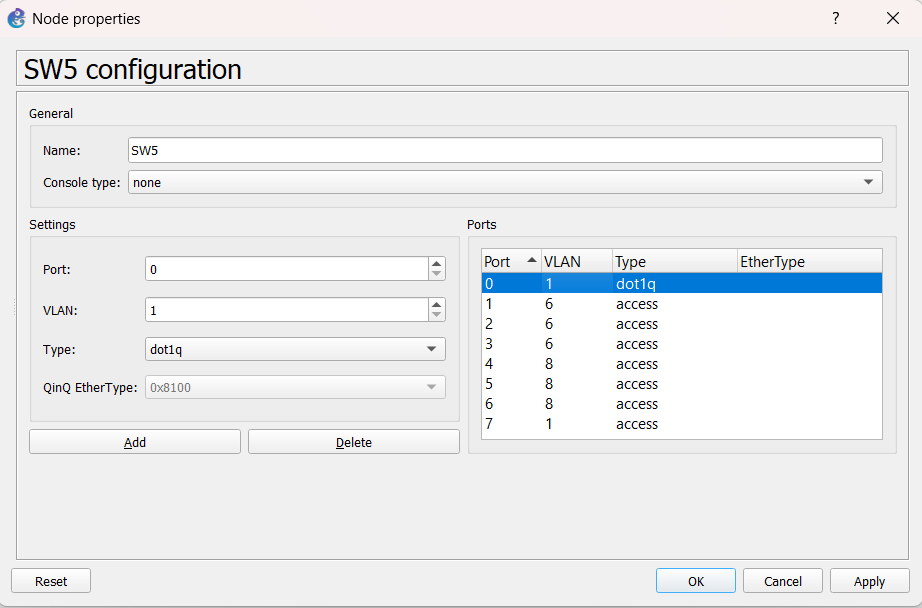 Node properties ?
SW5 configuration
General
Name: SW5
Console type: none
Settings
Port: 0
VLAN: 1
Type: dot1q
QinQ EtherType: 0x8100
Add Delete
Ports
Port VLAN Type EtherType
0 1 dot1q
1 6 access
2 6 access
3 6 access
4 8 access
5 8 access
6 8 access
7 1 access
Reset OK Cancel Apply